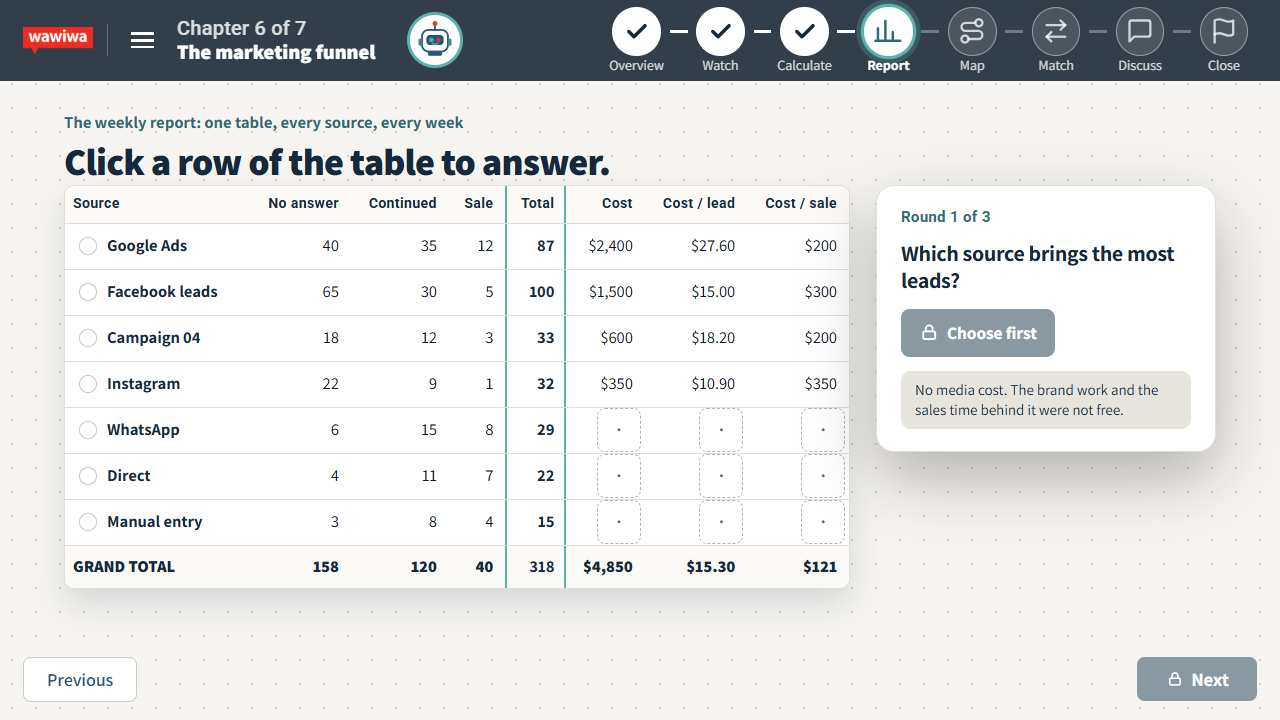 wawiwa
Chapter 6 of 7
The marketing funnel
Overview
Watch
Calculate
Report
Map
Match
Discuss
Close
The weekly report: one table, every source, every week
Click a row of the table to answer.
Source No answer Continued Sale Total Cost Cost / lead Cost / sale
Google Ads 40 35 12 87 $2,400 $27.60 $200
Facebook leads 65 30 5 100 $1,500 $15.00 $300
Campaign 04 18 12 3 33 $600 $18.20 $200
Instagram 22 9 1 32 $350 $10.90 $350
WhatsApp 6 15 8 29 · · ·
Direct 4 11 7 22 · · ·
Manual entry 3 8 4 15 · · ·
GRAND TOTAL 158 120 40 318 $4,850 $15.30 $121
Round 1 of 3
Which source brings the most
leads?
Choose first
No media cost. The brand work and the
sales time behind it were not free.
Previous
Next